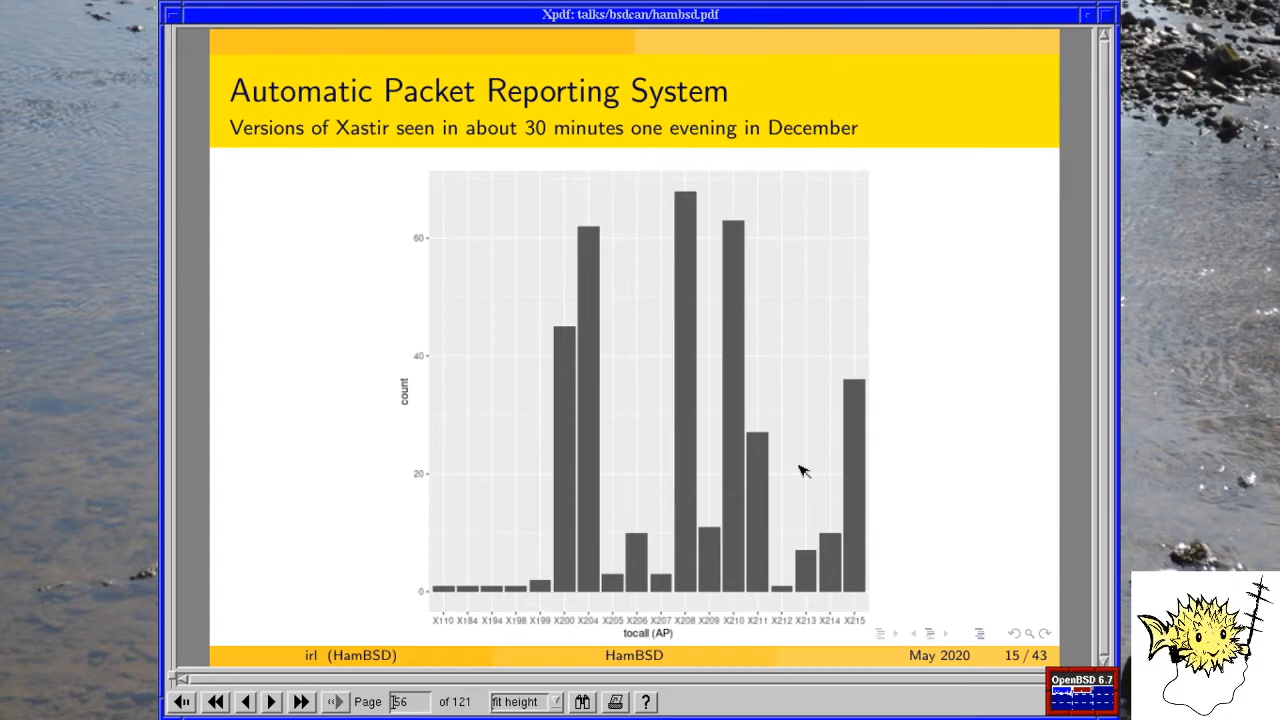 Xpdf: talks/bsdcan/hambsd.pdf
Automatic Packet Reporting System
Versions of Xastir seen in about 30 minutes one evening in December
60
40
20
0
count
X110 X184 X194 X198 X199 X200 X204 X205 X206 X207 X208 X209 X210 X211 X212 X213 X214 X215
tocall (AP)
irl (HamBSD) HamBSD May 2020 15 / 43
OpenBSD 6.7
Page 56 of 121 fit height ?